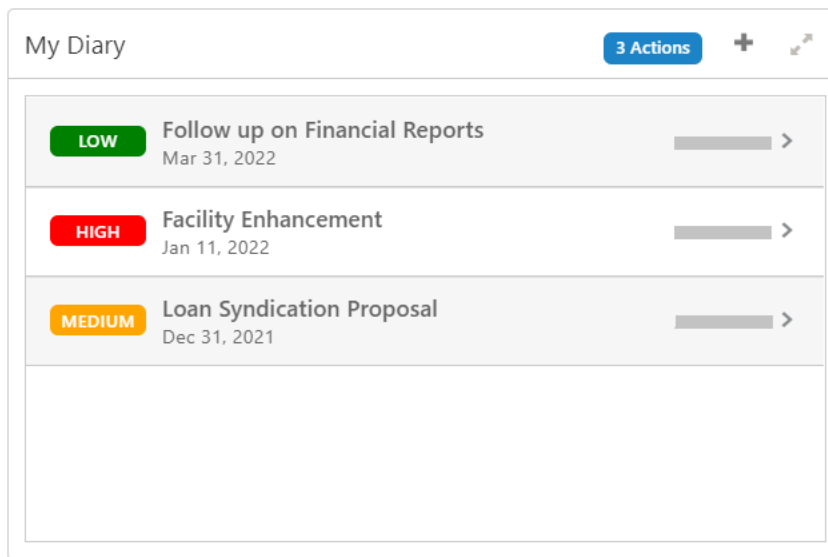 My Diary
3 Actions
LOW
Follow up on Financial Reports
Mar 31, 2022
HIGH
Facility Enhancement
Jan 11, 2022
MEDIUM
Loan Syndication Proposal
Dec 31, 2021